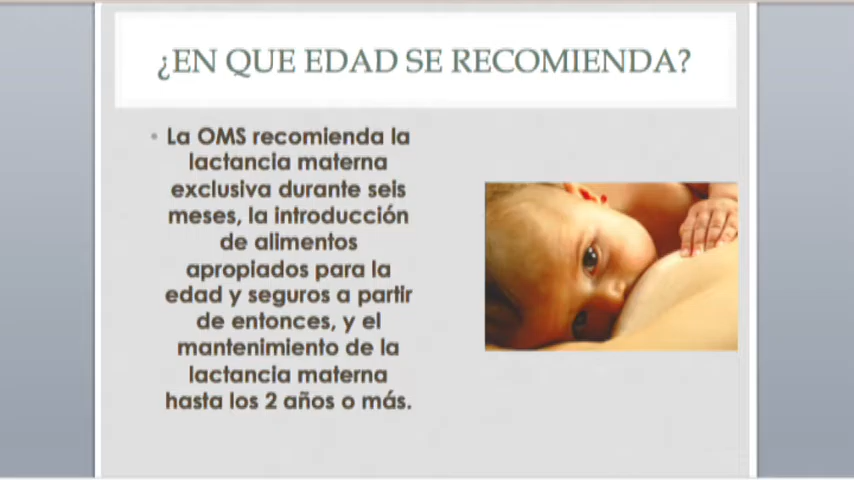 ¿EN QUE EDAD SE RECOMIENDA?
• La OMS recomienda la
lactancia materna
exclusiva durante seis
meses, la introducción
de alimentos
apropiados para la
edad y seguros a partir
de entonces, y el
mantenimiento de la
lactancia materna
hasta los 2 años o más.